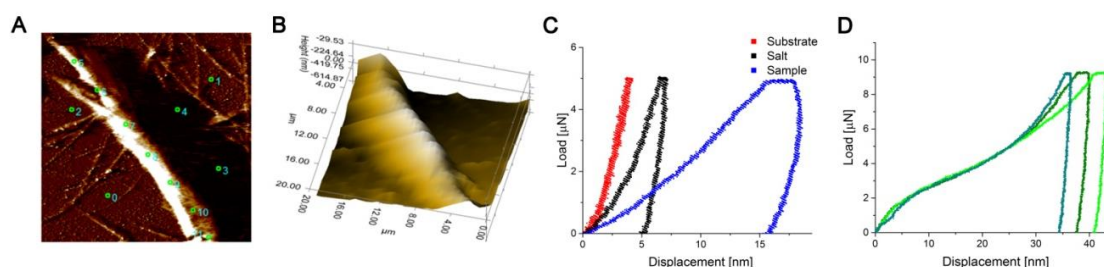 A
B
C
D
1
2
4
3
0
10
-29.53
-224.64
0.00
-419.75
-614.87
Height (nm)
4.00
8.00
12.00
16.00
20.00
µm
20.00
16.00
12.00
8.00
4.00
0.00
µm
Substrate
Salt
Sample
6
4
2
0
0
5
10
15
Load [µN]
Displacement [nm]
10
8
6
4
2
0
0
10
20
30
40
Load [µN]
Displacement [nm]